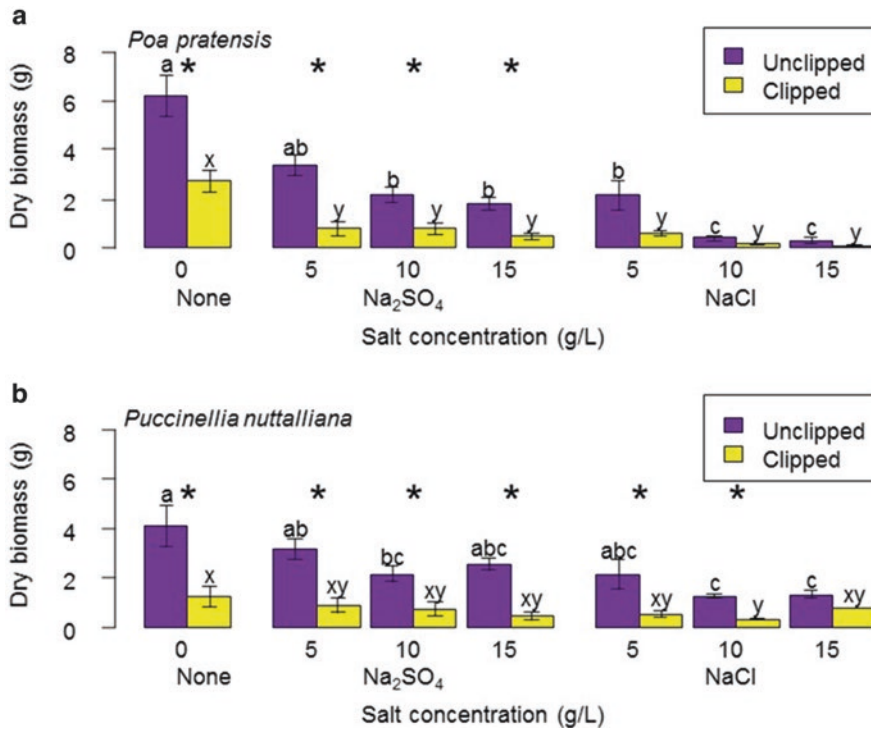 a
Poa pratensis
Unclipped
Clipped
Dry biomass (g)
8
6
4
2
0
a * x
ab * y
b * y
b * y
b y
c y
c y
0 5 10 15 5 10 15
None Na₂SO₄ NaCl
Salt concentration (g/L)
b
Puccinellia nuttalliana
Unclipped
Clipped
Dry biomass (g)
8
6
4
2
0
a * x
ab * xy
bc * xy
abc * xy
abc * xy
c * y
c xy
0 5 10 15 5 10 15
None Na₂SO₄ NaCl
Salt concentration (g/L)